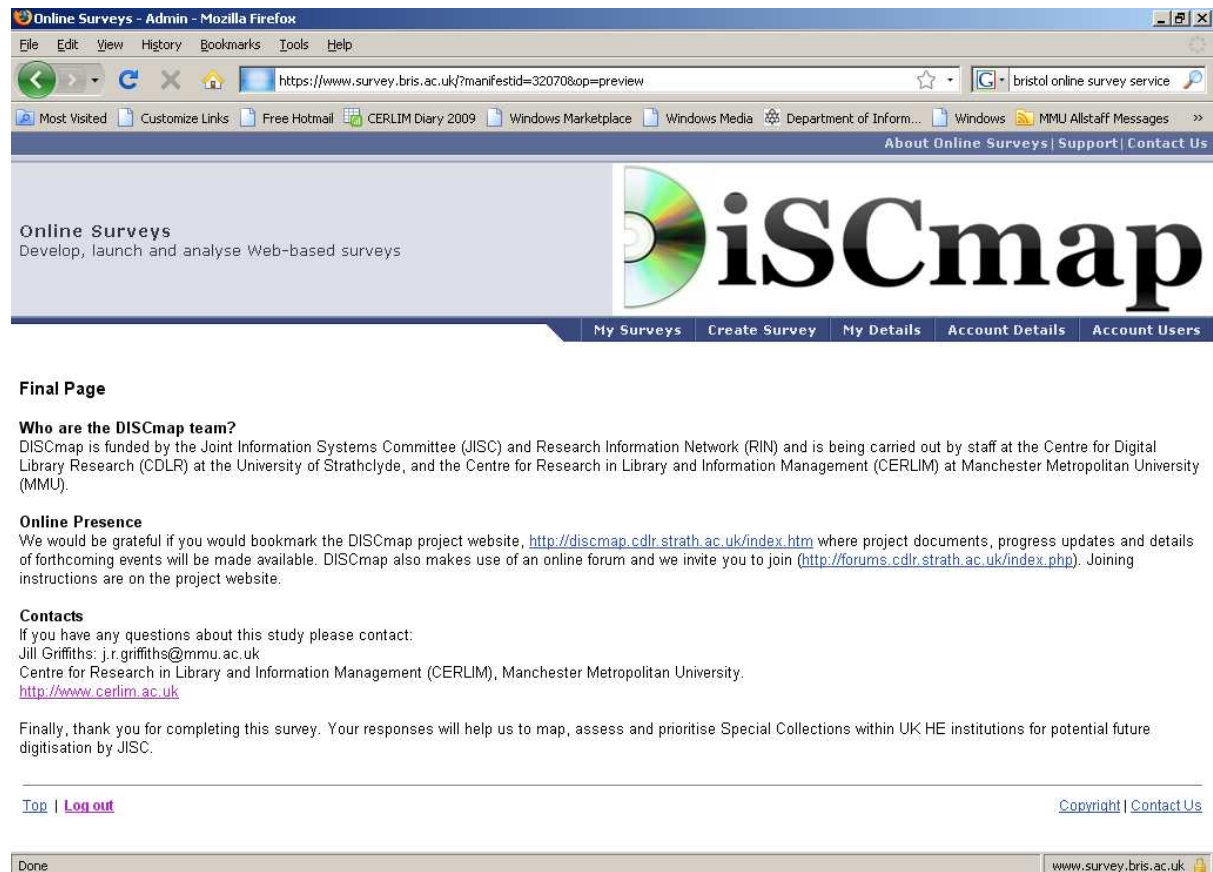 Online Surveys - Admin - Mozilla Firefox
File Edit View History Bookmarks Tools Help
https://www.survey.bris.ac.uk/?manifestid=32070&op=preview
G bristol online survey service
Most Visited Customize Links Free Hotmail CERLIM Diary 2009 Windows Marketplace Windows Media Department of Inform... Windows MMU Allstaff Messages »
About Online Surveys | Support | Contact Us
Online Surveys
Develop, launch and analyse Web-based surveys
DiSCmap
My Surveys Create Survey My Details Account Details Account Users
Final Page
Who are the DISCmap team?
DISCmap is funded by the Joint Information Systems Committee (JISC) and Research Information Network (RIN) and is being carried out by staff at the Centre for Digital
Library Research (CDLR) at the University of Strathclyde, and the Centre for Research in Library and Information Management (CERLIM) at Manchester Metropolitan University
(MMU).
Online Presence
We would be grateful if you would bookmark the DISCmap project website, http://discmap.cdlr.strath.ac.uk/index.htm where project documents, progress updates and details
of forthcoming events will be made available. DISCmap also makes use of an online forum and we invite you to join (http://forums.cdlr.strath.ac.uk/index.php). Joining
instructions are on the project website.
Contacts
If you have any questions about this study please contact:
Jill Griffiths: j.r.griffiths@mmu.ac.uk
Centre for Research in Library and Information Management (CERLIM), Manchester Metropolitan University.
http://www.cerlim.ac.uk
Finally, thank you for completing this survey. Your responses will help us to map, assess and prioritise Special Collections within UK HE institutions for potential future
digitisation by JISC.
Top | Log out Copyright | Contact Us
Done www.survey.bris.ac.uk